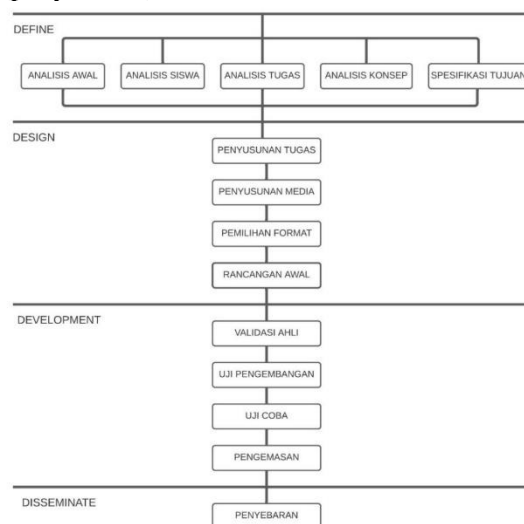 DEFINE
ANALISIS AWAL
ANALISIS SISWA
ANALISIS TUGAS
ANALISIS KONSEP
SPESIFIKASI TUJUAN
DESIGN
PENYUSUNAN TUGAS
PENYUSUNAN MEDIA
PEMILIHAN FORMAT
RANCANGAN AWAL
DEVELOPMENT
VALIDASI AHLI
UJI PENGEMBANGAN
UJI COBA
PENGEMASAN
DISSEMINATE
PENYEBARAN